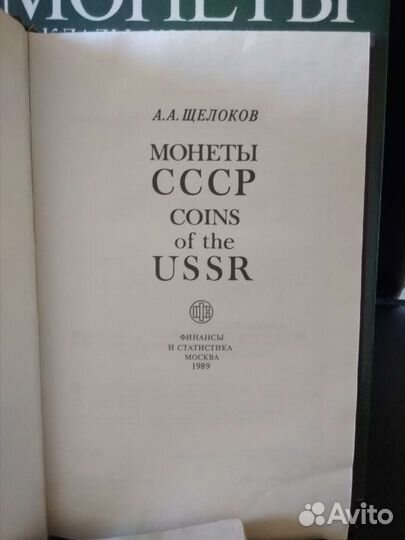 МОНЕТЫ
А.А. ЩЕЛОКОВ
МОНЕТЫ
СССР
COINS
of the
USSR
ФИНАНСЫ
И СТАТИСТИКА
МОСКВА
1989
Avito